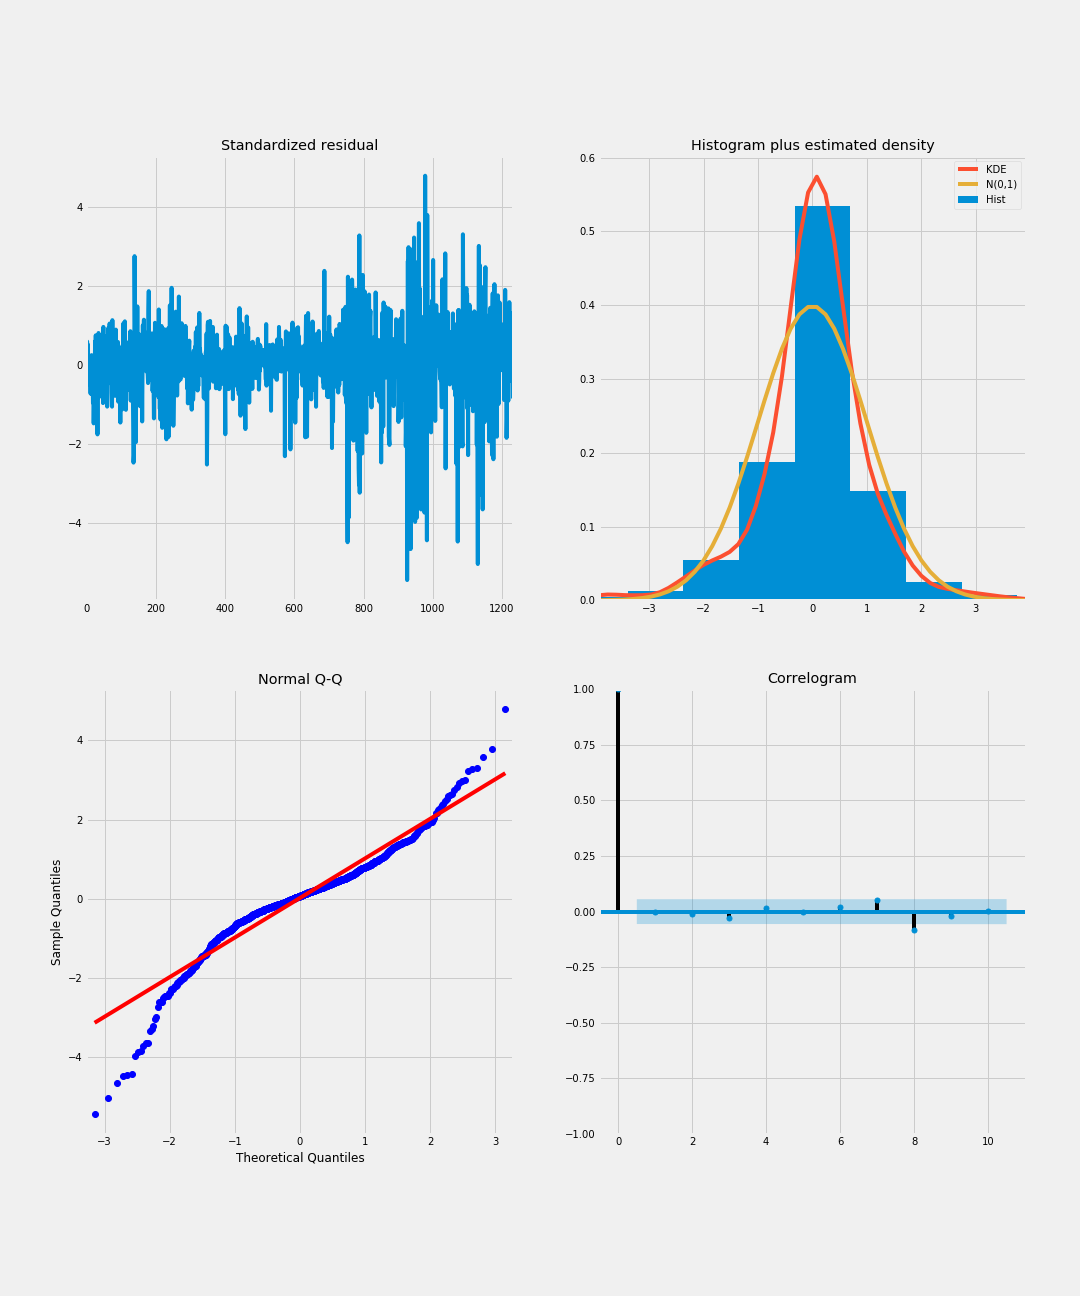 Standardized residual
4
2
0
−2
−4
0 200 400 600 800 1000 1200
Histogram plus estimated density
0.6
0.5
0.4
0.3
0.2
0.1
0.0
−3 −2 −1 0 1 2 3
KDE
N(0,1)
Hist
Normal Q-Q
Sample Quantiles
4
2
0
−2
−4
−3 −2 −1 0 1 2 3
Theoretical Quantiles
Correlogram
1.00
0.75
0.50
0.25
0.00
−0.25
−0.50
−0.75
−1.00
0 2 4 6 8 10